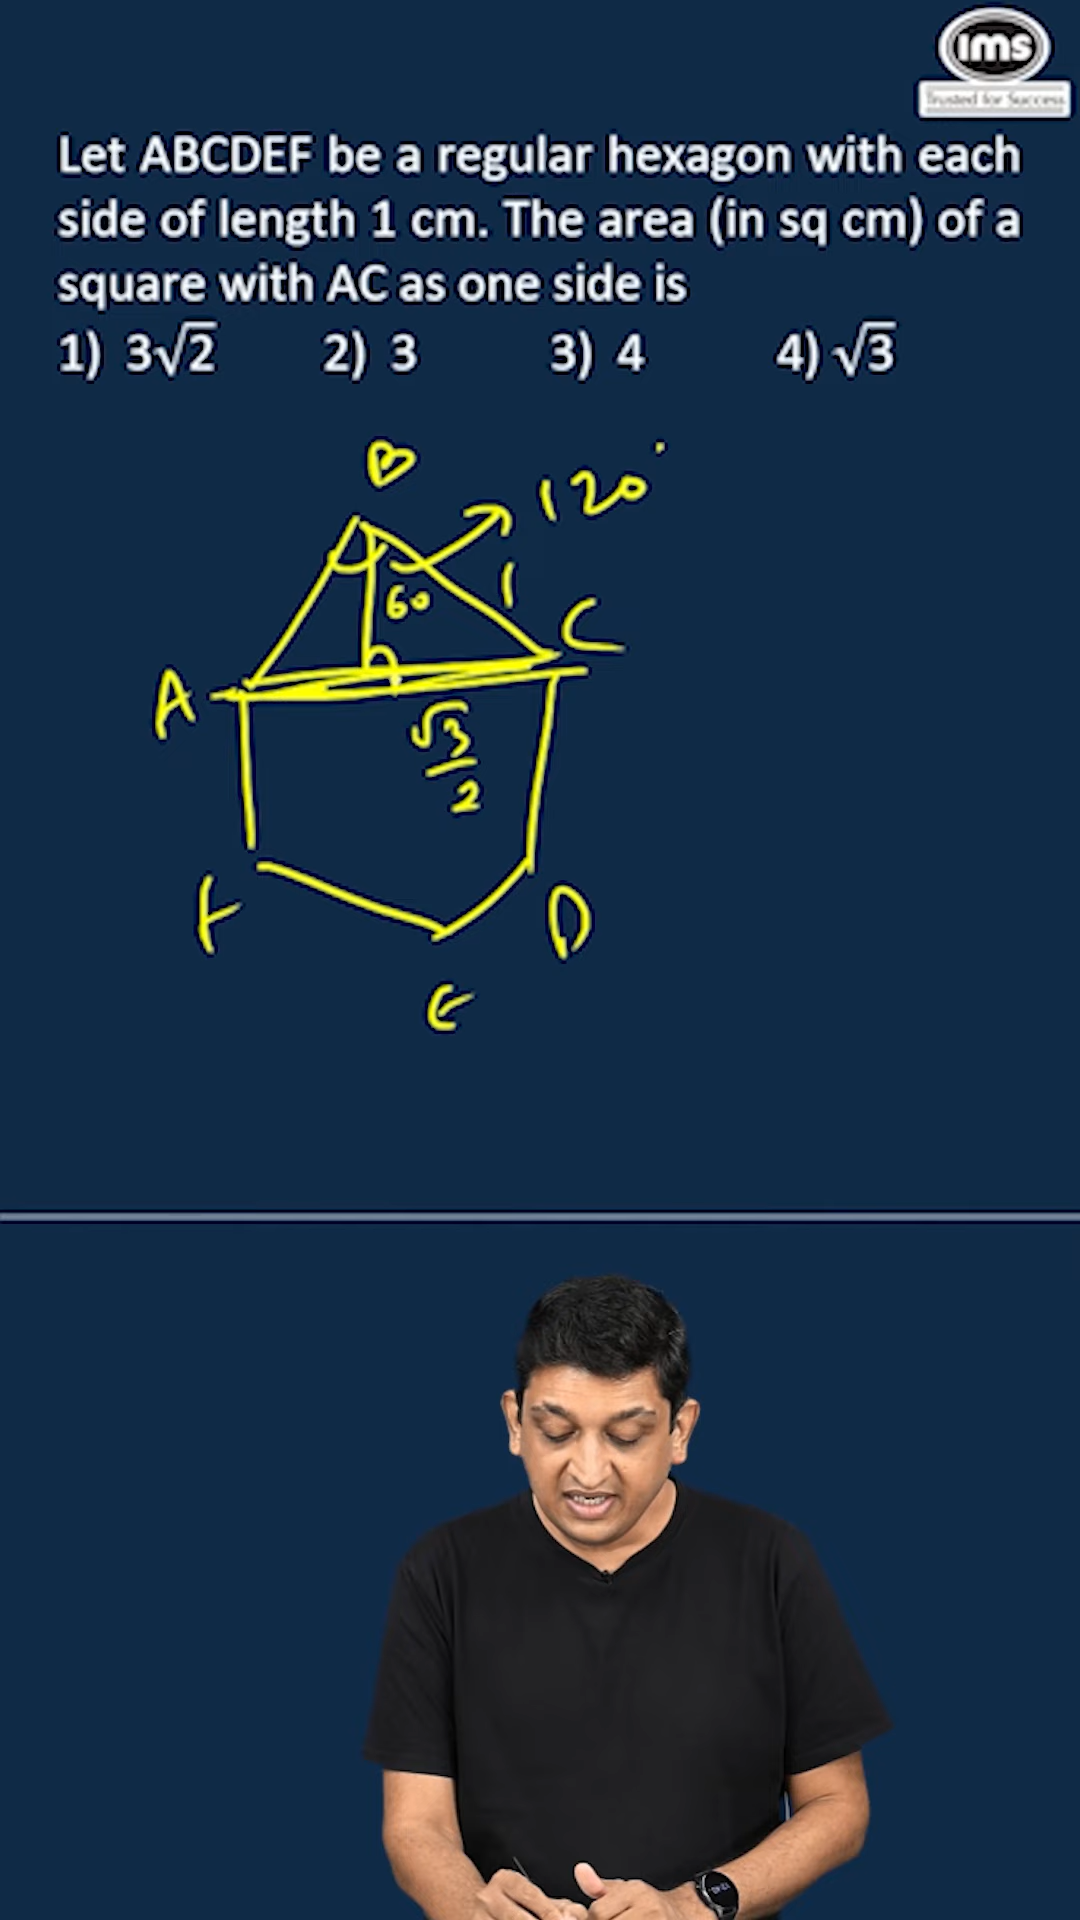 ims
Trusted for Success
Let ABCDEF be a regular hexagon with each
side of length 1 cm. The area (in sq cm) of a
square with AC as one side is
1) 3√2 2) 3 3) 4 4) √3
B
120°
60
1
C
A
√3/2
F
D
E